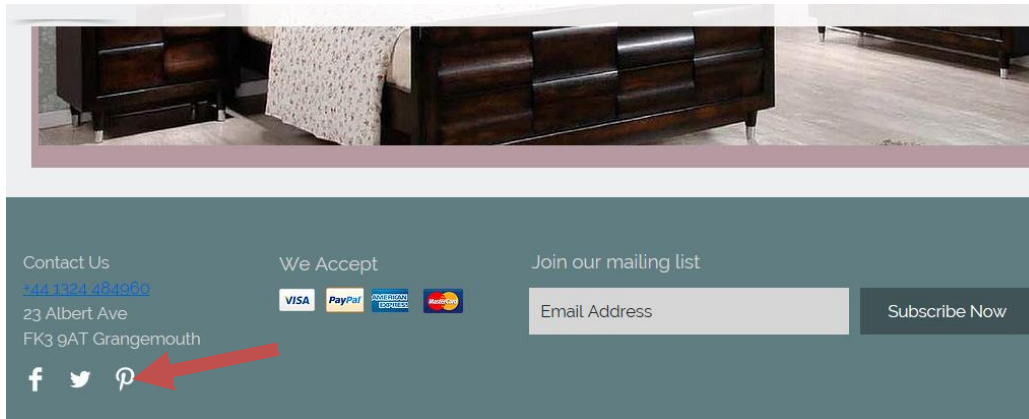 Contact Us
+44 1324 484960
23 Albert Ave
FK3 9AT Grangemouth
We Accept
VISA PayPal AMERICAN EXPRESS MasterCard
Join our mailing list
Email Address
Subscribe Now